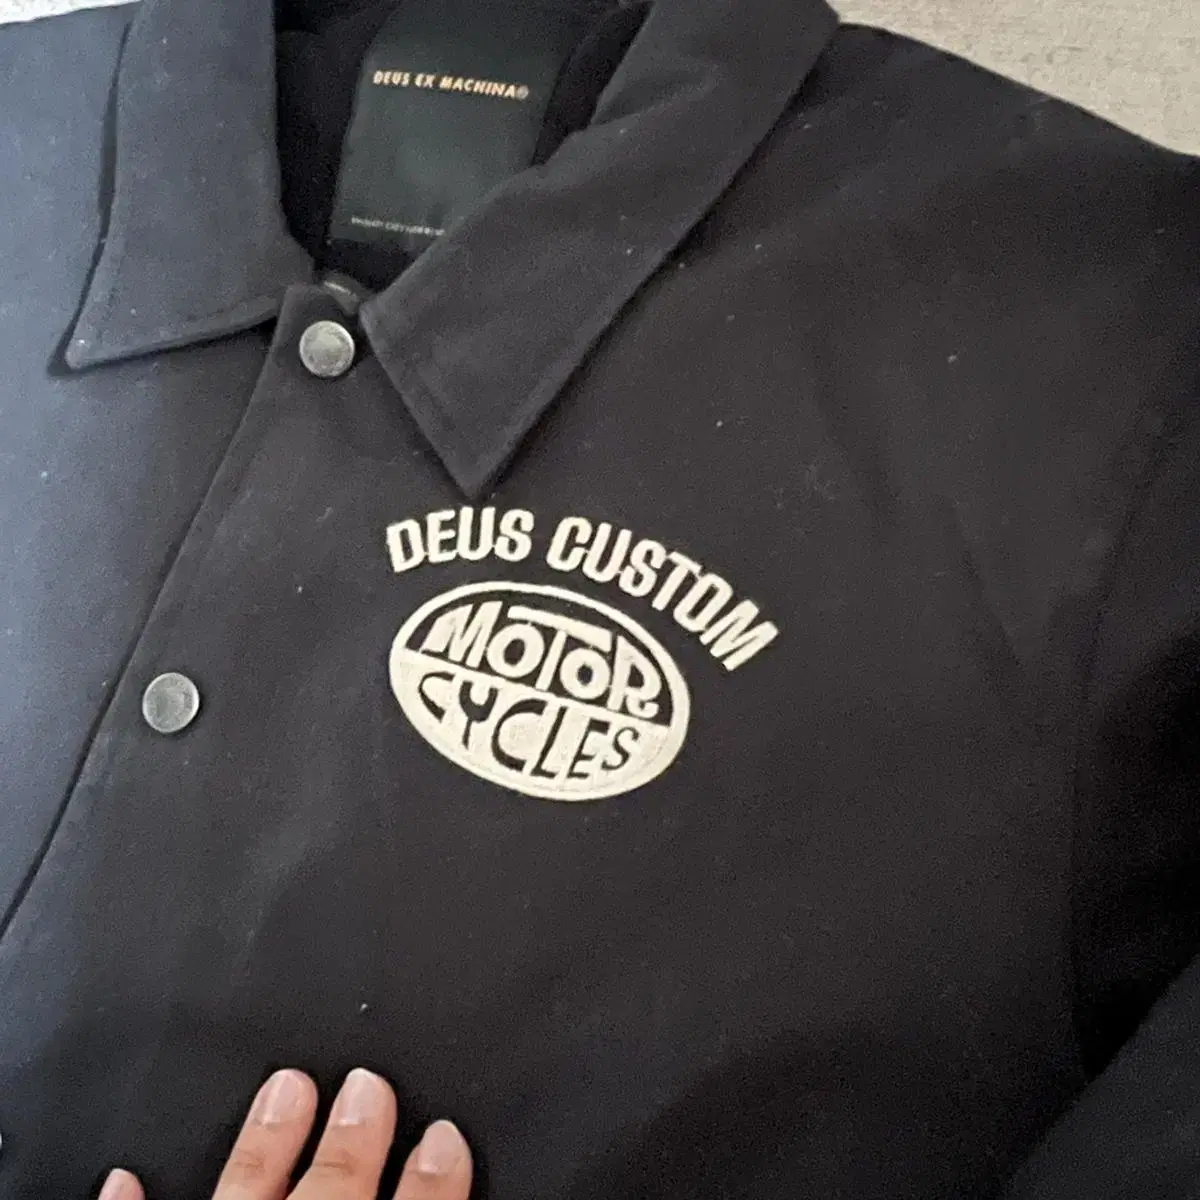 DEUS EX MACHINA®
DEUS CUSTOM
MOTOR
CYCLES